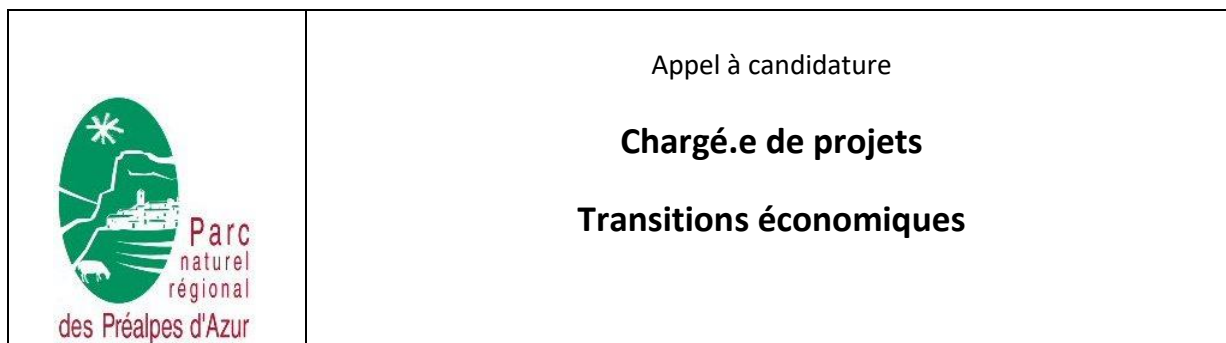 Parc
naturel
régional
des Préalpes d'Azur
Appel à candidature
Chargé.e de projets
Transitions économiques